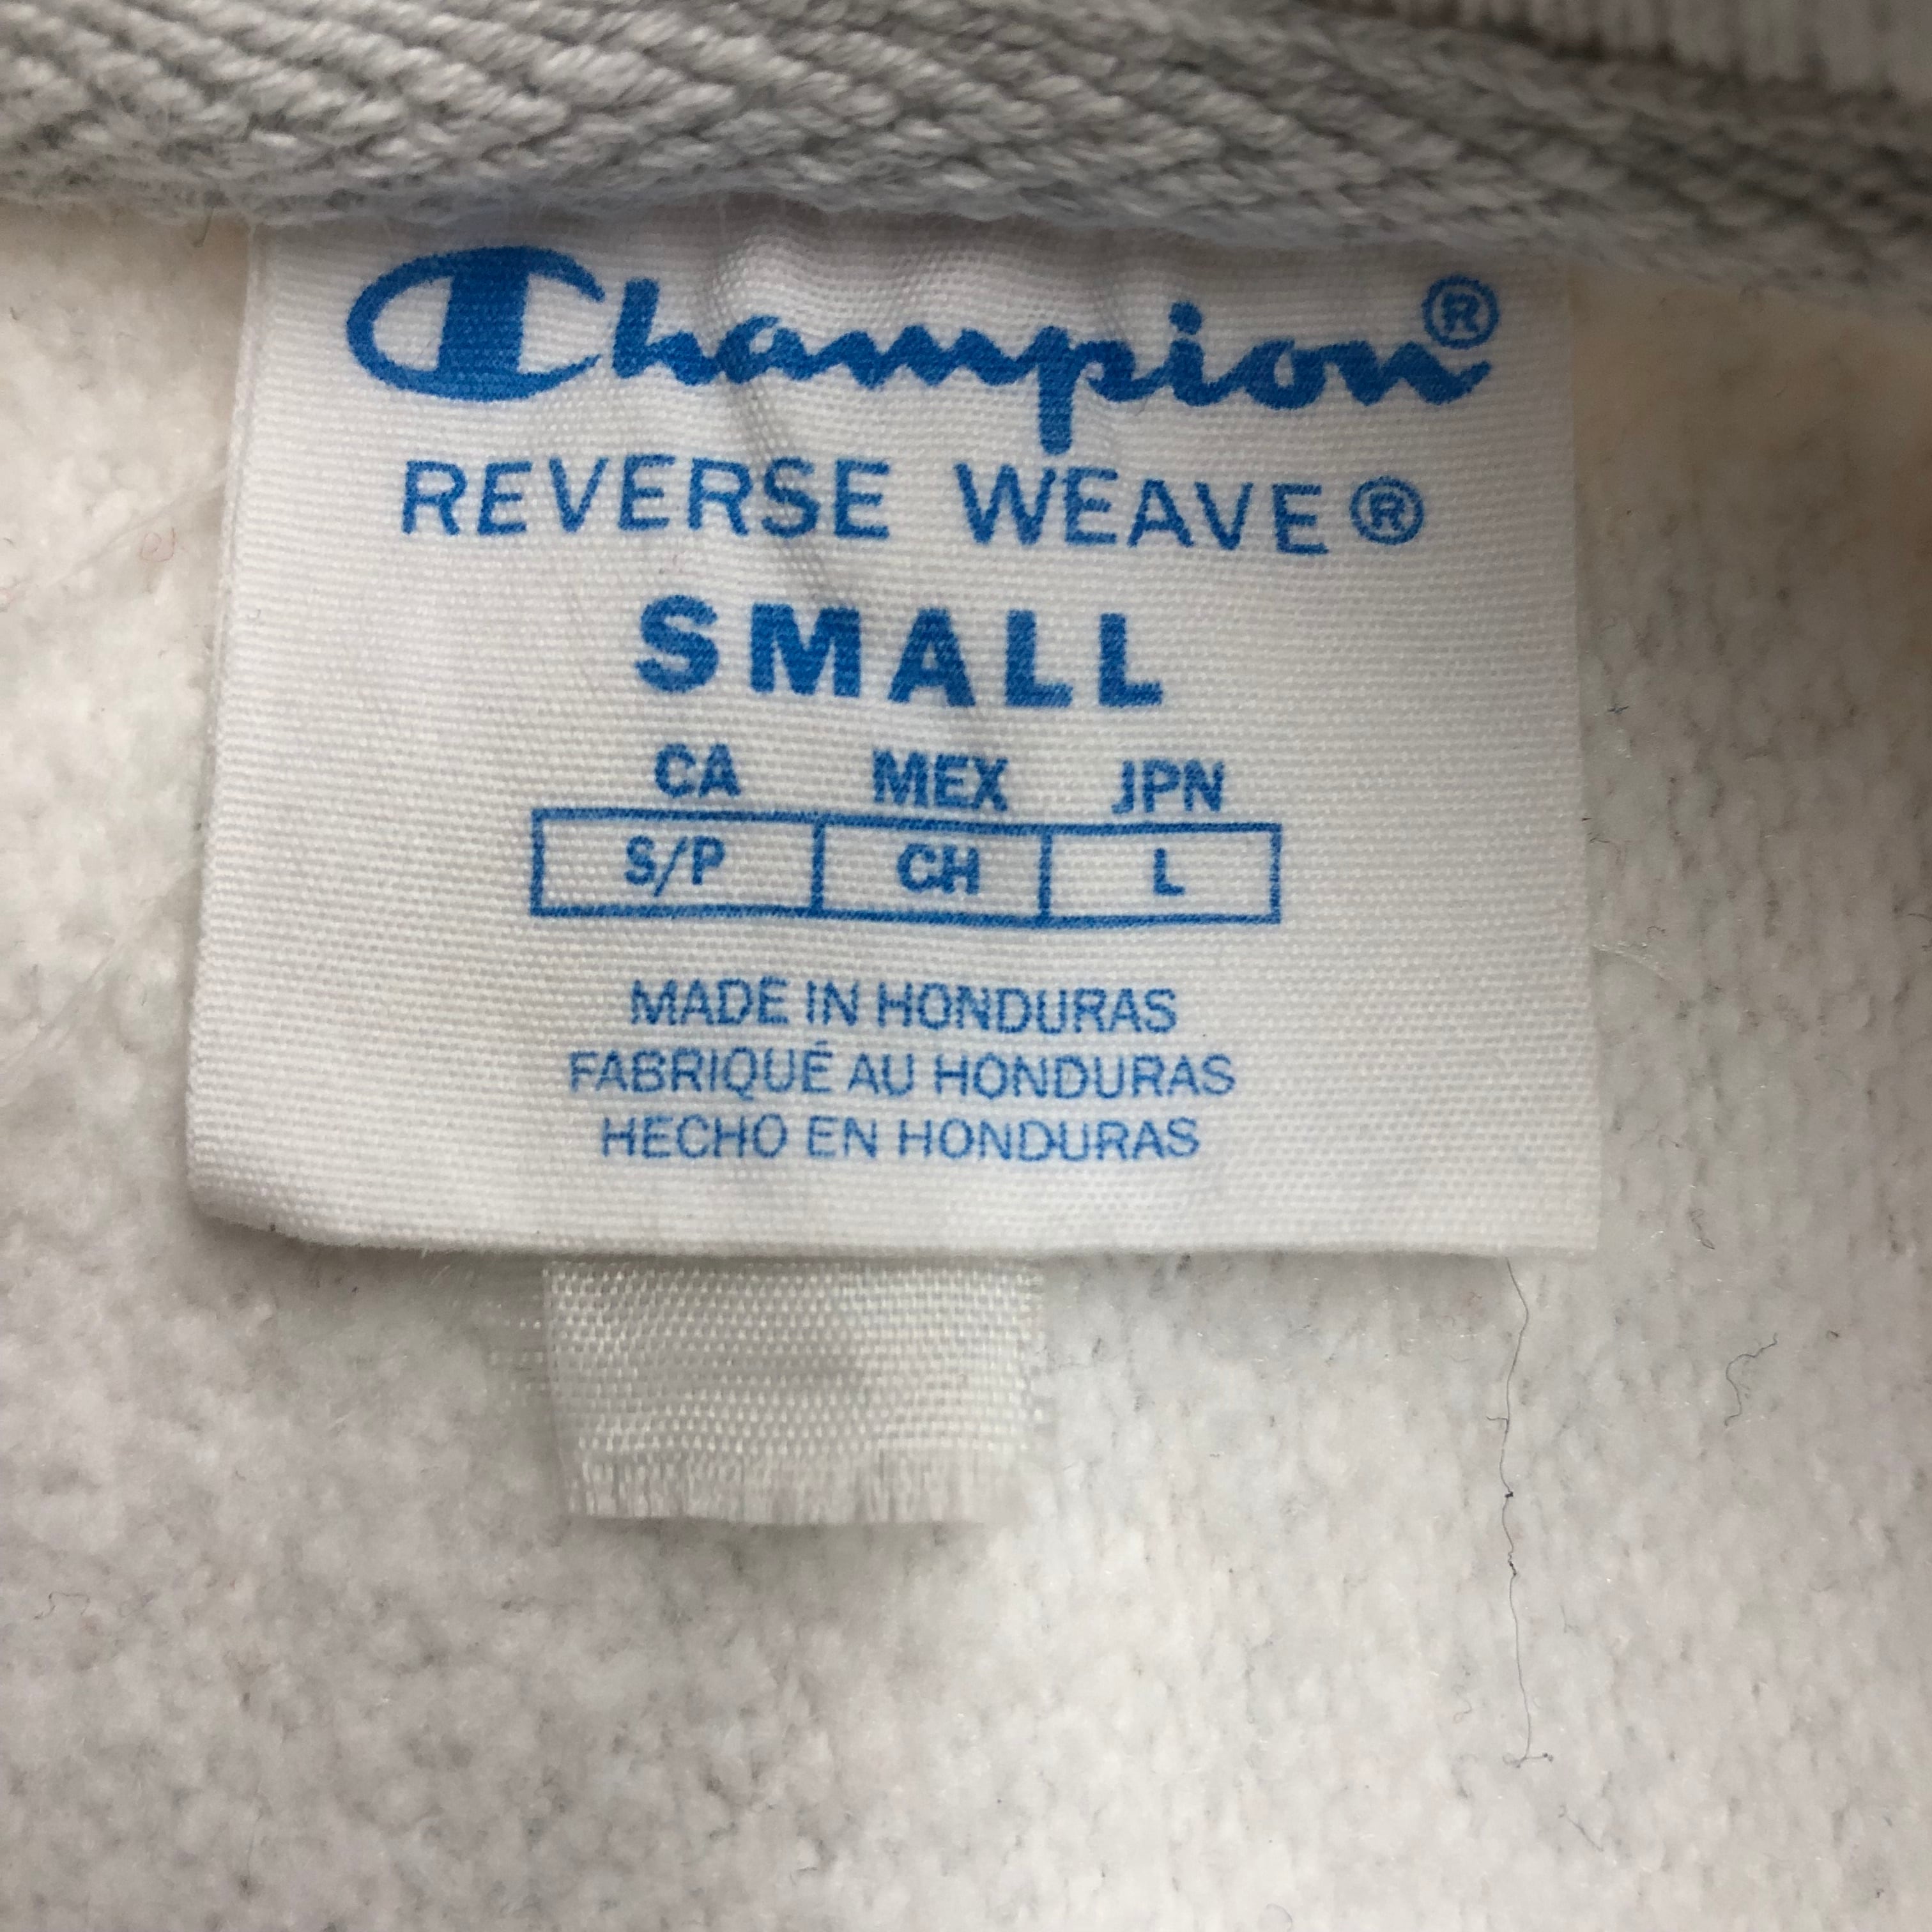 Champion®
REVERSE WEAVE®
SMALL
CA MEX JPN
S/P CH L
MADE IN HONDURAS
FABRIQUÉ AU HONDURAS
HECHO EN HONDURAS